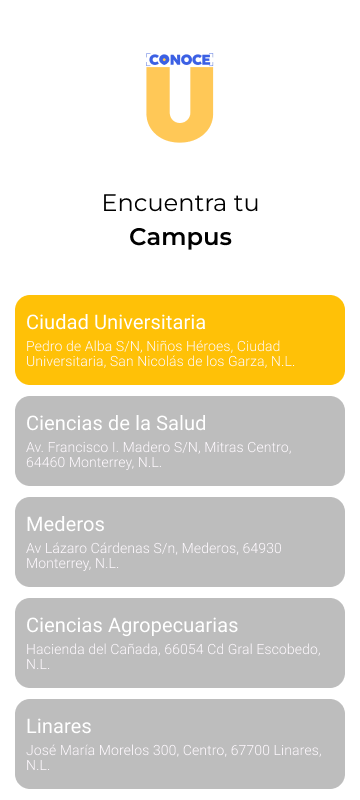 CONOCE
U
Encuentra tu
Campus
Ciudad Universitaria
Pedro de Alba S/N, Niños Héroes, Ciudad
Universitaria, San Nicolás de los Garza, N.L.
Ciencias de la Salud
Av. Francisco I. Madero S/N, Mitras Centro,
64460 Monterrey, N.L.
Mederos
Av Lázaro Cárdenas S/n, Mederos, 64930
Monterrey, N.L.
Ciencias Agropecuarias
Hacienda del Cañada, 66054 Cd Gral Escobedo,
N.L.
Linares
José María Morelos 300, Centro, 67700 Linares,
N.L.